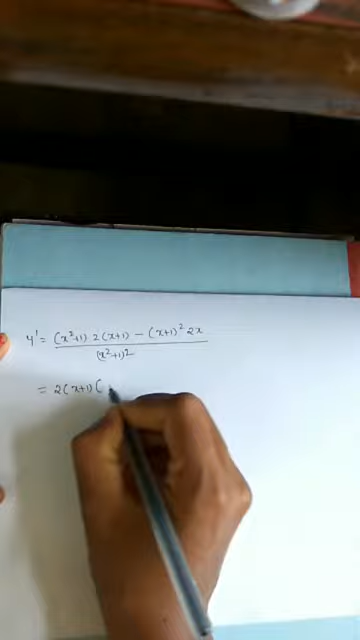 y' = (x²+1) 2(x+1) - (x+1)² 2x
(x²+1)²
= 2(x+1)(